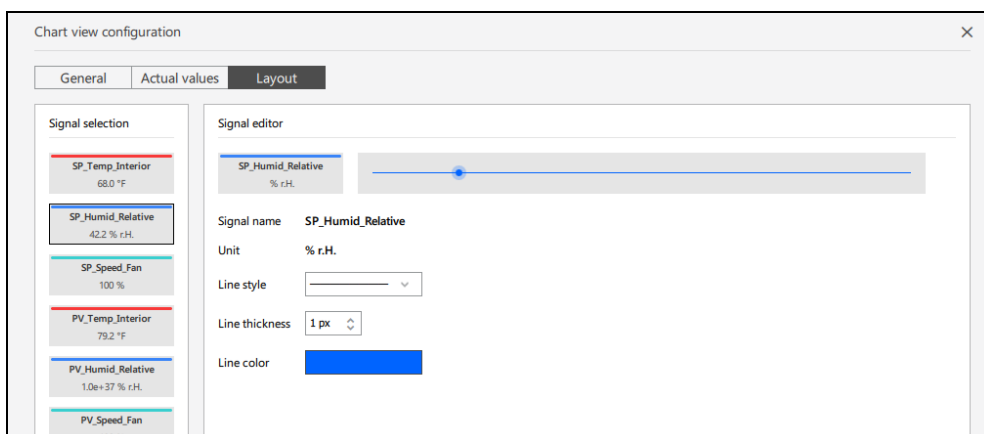 Chart view configuration
General
Actual values
Layout
Signal selection
SP_Temp_Interior
68.0 °F
SP_Humid_Relative
42.2 % r.H.
SP_Speed_Fan
100 %
PV_Temp_Interior
79.2 °F
PV_Humid_Relative
1.0e+37 % r.H.
PV_Speed_Fan
Signal editor
SP_Humid_Relative
% r.H.
Signal name SP_Humid_Relative
Unit % r.H.
Line style
Line thickness 1 px
Line color